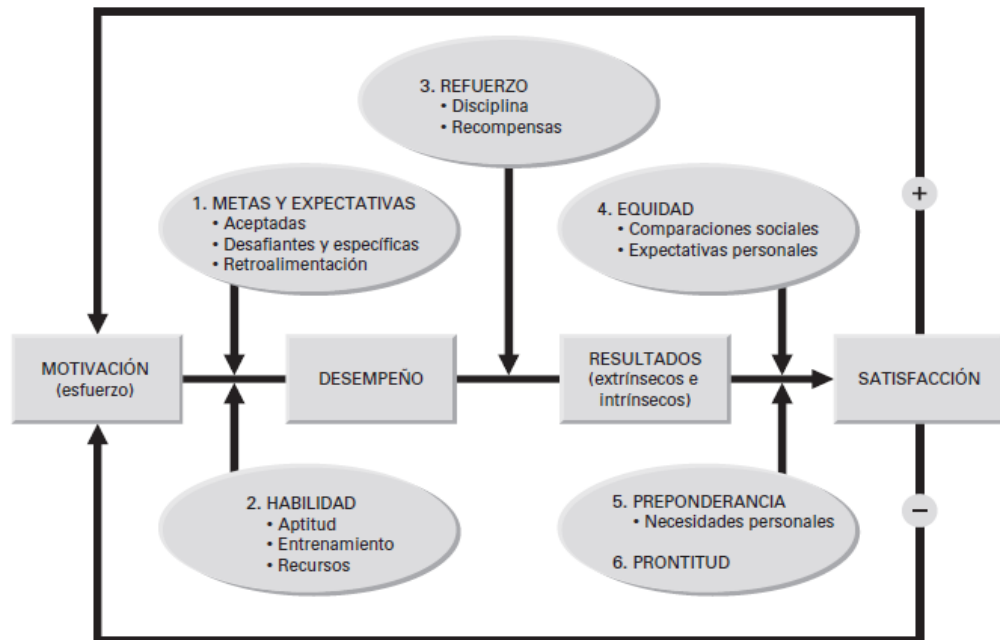 3. REFUERZO
• Disciplina
• Recompensas
+
1. METAS Y EXPECTATIVAS
• Aceptadas
• Desafiantes y específicas
• Retroalimentación
4. EQUIDAD
• Comparaciones sociales
• Expectativas personales
MOTIVACIÓN
(esfuerzo)
DESEMPEÑO
RESULTADOS
(extrínsecos e
intrínsecos)
SATISFACCIÓN
2. HABILIDAD
• Aptitud
• Entrenamiento
• Recursos
5. PREPONDERANCIA
• Necesidades personales
6. PRONTITUD
−